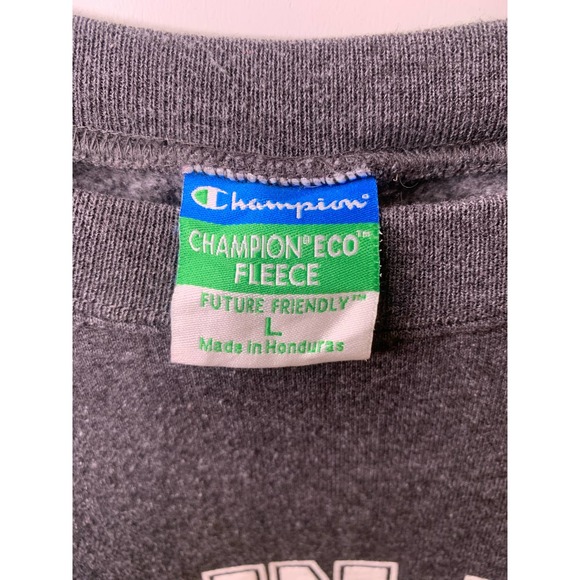 Champion
CHAMPION® ECO™
FLEECE
FUTURE FRIENDLY™
L
Made in Honduras